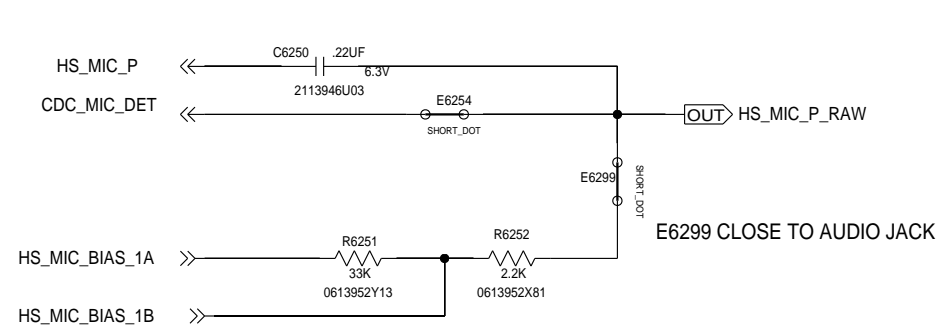 C6250 .22UF
HS_MIC_P
6.3V
2113946U03
CDC_MIC_DET
E6254
SHORT_DOT
OUT HS_MIC_P_RAW
E6299
SHORT_DOT
E6299 CLOSE TO AUDIO JACK
R6251
R6252
HS_MIC_BIAS_1A
33K
2.2K
0613952Y13
0613952X81
HS_MIC_BIAS_1B